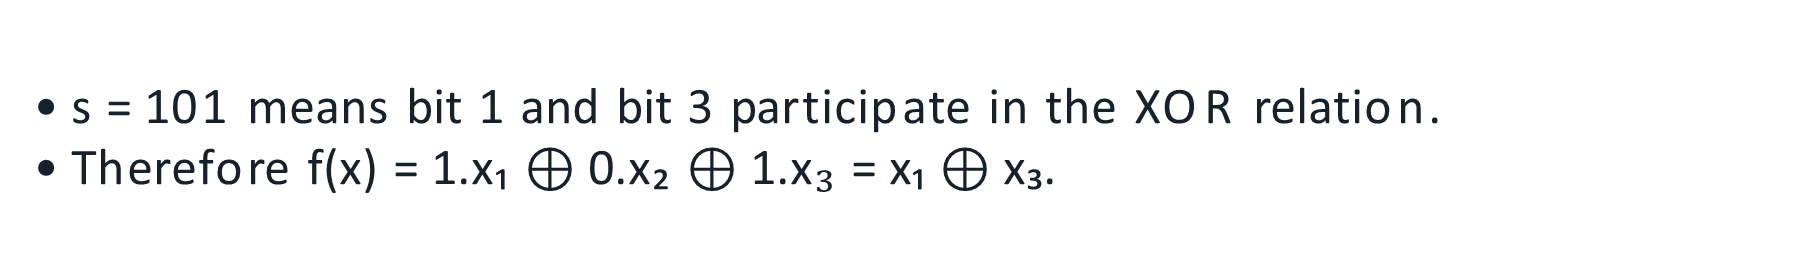 • s = 101 means bit 1 and bit 3 participate in the XOR relation.
• Therefore f(x) = 1.x₁ ⊕ 0.x₂ ⊕ 1.x₃ = x₁ ⊕ x₃.